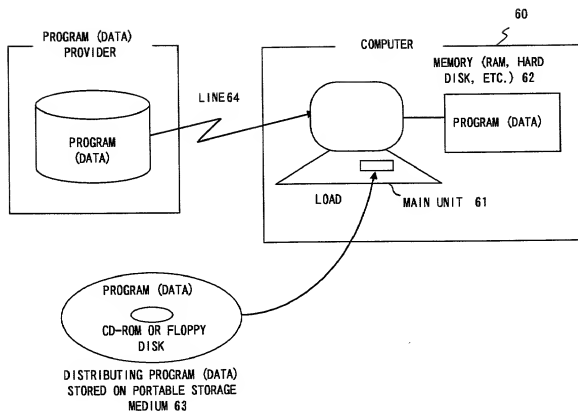 PROGRAM (DATA)
PROVIDER
PROGRAM
(DATA)
LINE64
60
COMPUTER
MEMORY (RAM, HARD
DISK, ETC.) 62
PROGRAM (DATA)
LOAD
MAIN UNIT 61
PROGRAM (DATA)
CD-ROM OR FLOPPY
DISK
DISTRIBUTING PROGRAM (DATA)
STORED ON PORTABLE STORAGE
MEDIUM 63